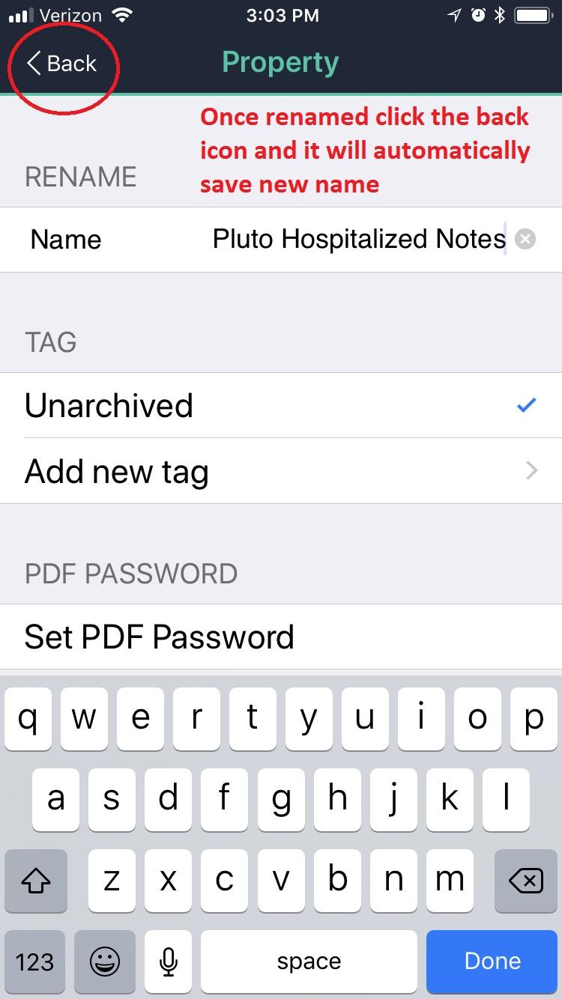 Verizon 3:03 PM
Back Property
Once renamed click the back
icon and it will automatically
save new name
RENAME
Name Pluto Hospitalized Notes
TAG
Unarchived
Add new tag
PDF PASSWORD
Set PDF Password
q w e r t y u i o p
a s d f g h j k l
z x c v b n m
123 space Done